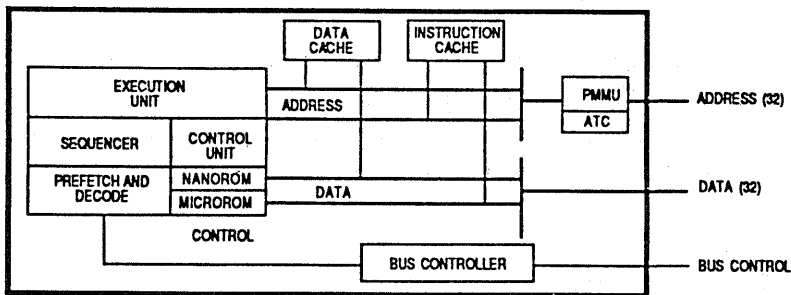 DATA
CACHE
INSTRUCTION
CACHE
EXECUTION
UNIT
ADDRESS
PMMU
ATC
ADDRESS (32)
SEQUENCER
CONTROL
UNIT
PREFETCH AND
DECODE
NANOROM
MICROROM
DATA
DATA (32)
CONTROL
BUS CONTROLLER
BUS CONTROL